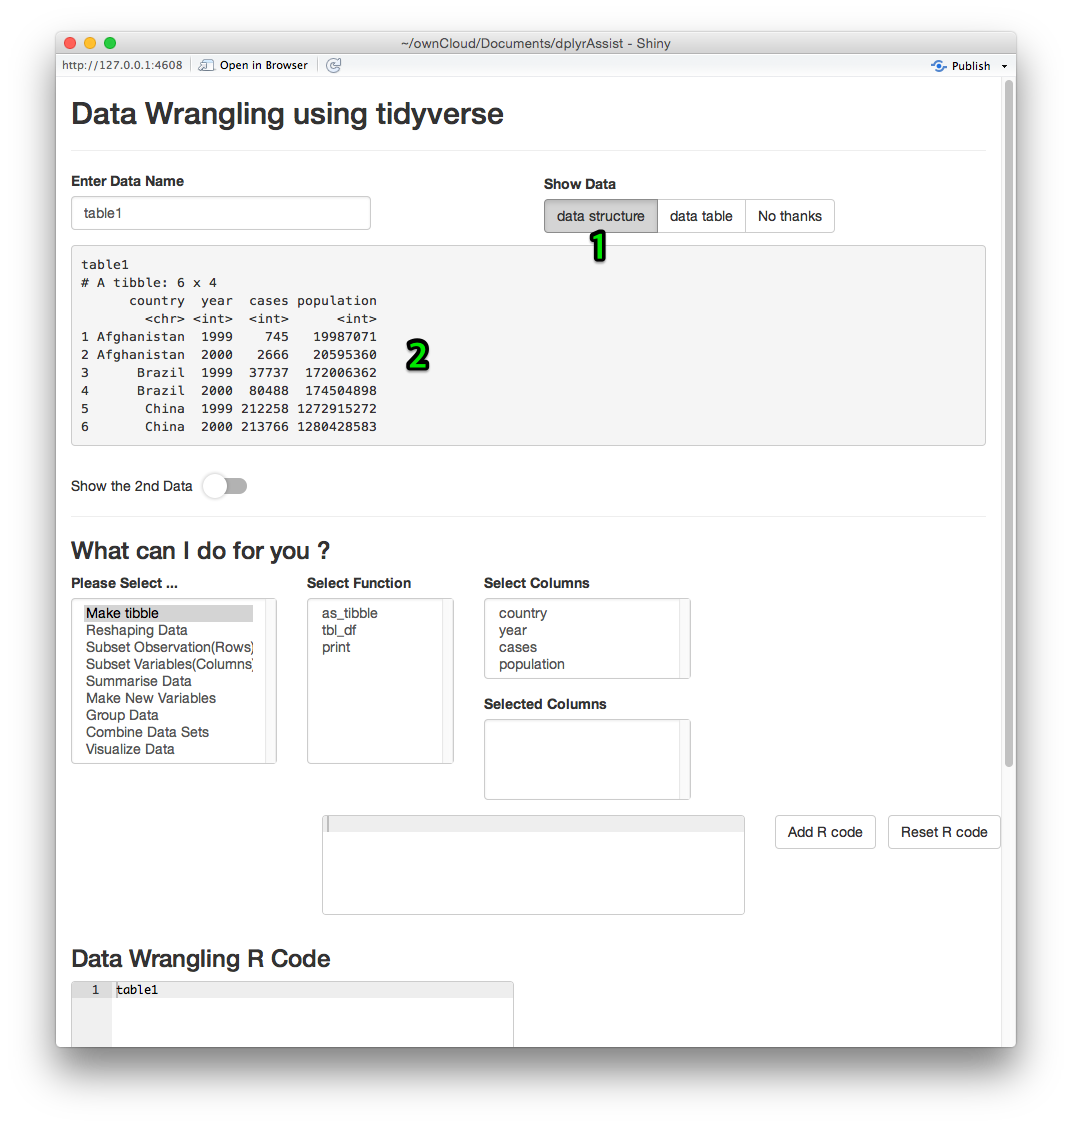 ~/ownCloud/Documents/dplyrAssist - Shiny
http://127.0.0.1:4608 Open in Browser Publish
Data Wrangling using tidyverse
Enter Data Name
Show Data
table1
data structure data table No thanks
1
table1
# A tibble: 6 x 4
country year cases population
<chr> <int> <int> <int>
1 Afghanistan 1999 745 19987071
2 Afghanistan 2000 2666 20595360
3 Brazil 1999 37737 172006362
4 Brazil 2000 80488 174504898
5 China 1999 212258 1272915272
6 China 2000 213766 1280428583
2
Show the 2nd Data
What can I do for you ?
Please Select ...
Make tibble
Reshaping Data
Subset Observation(Rows)
Subset Variables(Columns)
Summarise Data
Make New Variables
Group Data
Combine Data Sets
Visualize Data
Select Function
as_tibble
tbl_df
print
Select Columns
country
year
cases
population
Selected Columns
Add R code Reset R code
Data Wrangling R Code
1 table1